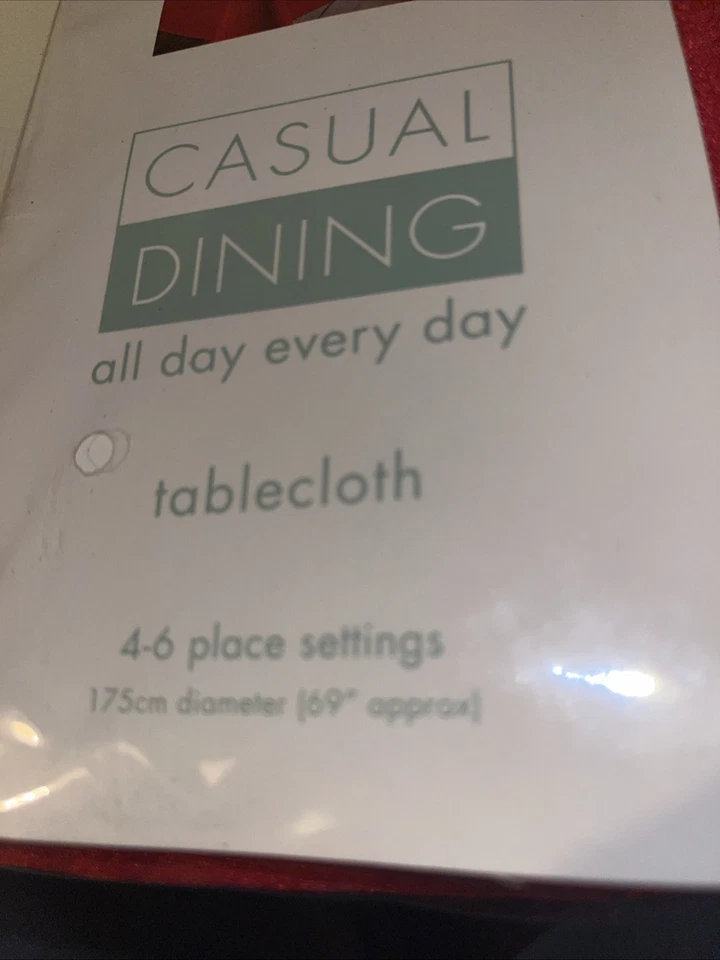 CASUAL
DINING
all day every day
tablecloth
4-6 place settings
175cm diameter (69" approx)